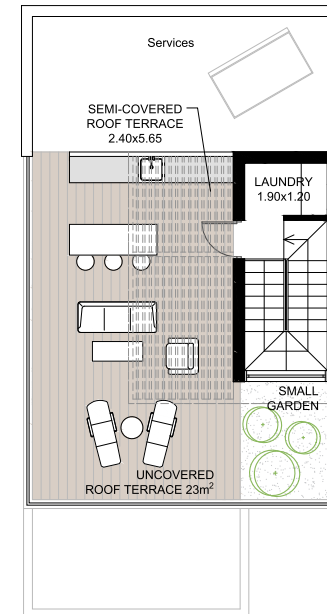 Services
SEMI-COVERED
ROOF TERRACE
2.40x5.65
LAUNDRY
1.90x1.20
SMALL
GARDEN
UNCOVERED
ROOF TERRACE 23m²